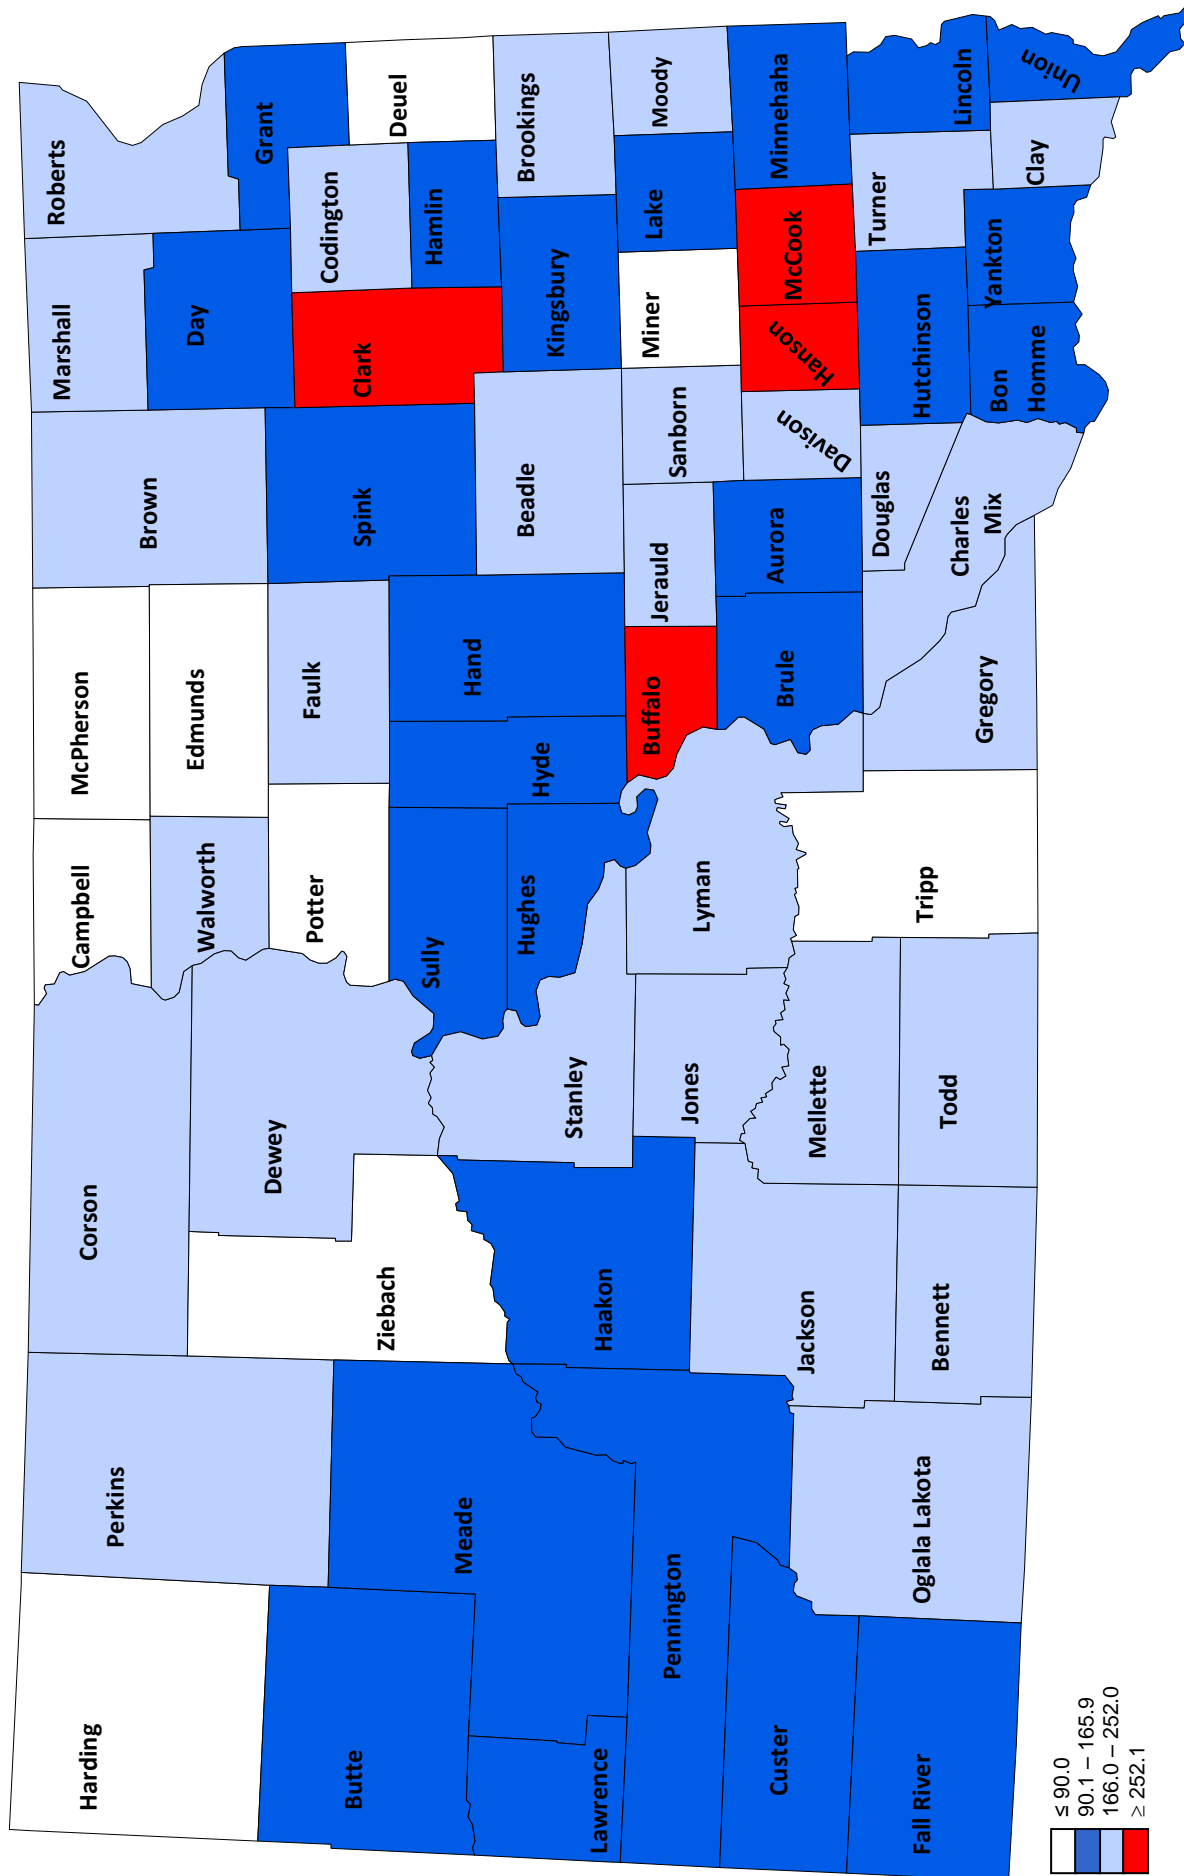 Harding
Perkins
Corson
Campbell
McPherson
Brown
Marshall
Roberts
Walworth
Edmunds
Day
Grant
Butte
Ziebach
Dewey
Potter
Faulk
Spink
Clark
Codington
Deuel
Hamlin
Meade
Sully
Hyde
Hand
Beadle
Kingsbury
Brookings
Lawrence
Haakon
Stanley
Hughes
Buffalo
Jerauld
Sanborn
Miner
Lake
Moody
Pennington
Jackson
Jones
Lyman
Brule
Aurora
Davison
Hanson
McCook
Minnehaha
Custer
Mellette
Tripp
Gregory
Douglas
Hutchinson
Turner
Lincoln
Fall River
Oglala Lakota
Bennett
Todd
Charles
Mix
Bon
Homme
Yankton
Clay
Union
≤ 90.0
90.1 – 165.9
166.0 – 252.0
≥ 252.1